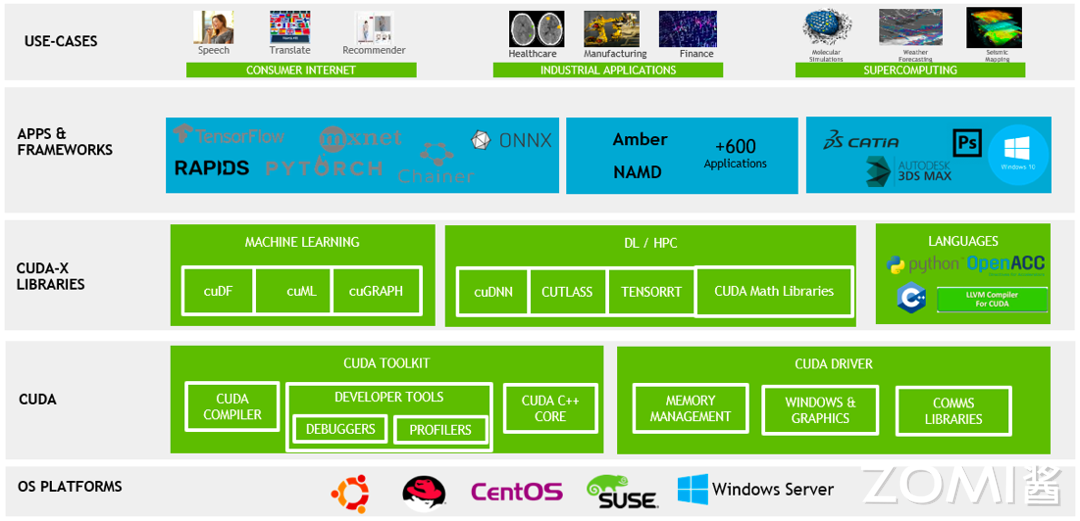 USE-CASES
Speech
Translate
Recommender
CONSUMER INTERNET
Healthcare
Manufacturing
Finance
INDUSTRIAL APPLICATIONS
Molecular
Simulations
Weather
Forecasting
Seismic
Mapping
SUPERCOMPUTING
APPS &
FRAMEWORKS
TensorFlow
mxnet
ONNX
RAPIDS
PYTORCH
Chainer
Amber
NAMD
+600
Applications
CATIA
AUTODESK
3DS MAX
Ps
Windows 10
CUDA-X
LIBRARIES
MACHINE LEARNING
cuDF
cuML
cuGRAPH
DL / HPC
cuDNN
CUTLASS
TENSORRT
CUDA Math Libraries
LANGUAGES
python
OpenACC
C++
LLVM Compiler
For CUDA
CUDA
CUDA TOOLKIT
CUDA
COMPILER
DEVELOPER TOOLS
DEBUGGERS
PROFILERS
CUDA C++
CORE
CUDA DRIVER
MEMORY
MANAGEMENT
WINDOWS &
GRAPHICS
COMMS
LIBRARIES
OS PLATFORMS
CentOS
SUSE
Windows Server
ZOMI酱